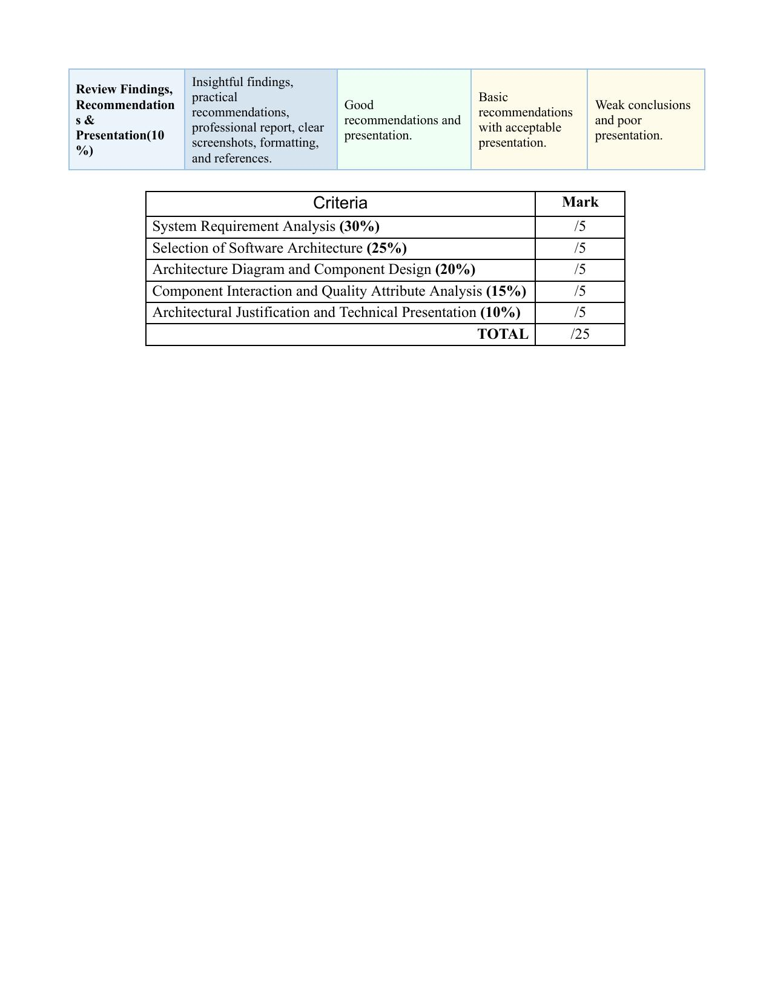 Review Findings,
Recommendation
s &
Presentation(10
%)
Insightful findings,
practical
recommendations,
professional report, clear
screenshots, formatting,
and references.
Good
recommendations and
presentation.
Basic
recommendations
with acceptable
presentation.
Weak conclusions
and poor
presentation.
Criteria Mark
System Requirement Analysis (30%) /5
Selection of Software Architecture (25%) /5
Architecture Diagram and Component Design (20%) /5
Component Interaction and Quality Attribute Analysis (15%) /5
Architectural Justification and Technical Presentation (10%) /5
TOTAL /25